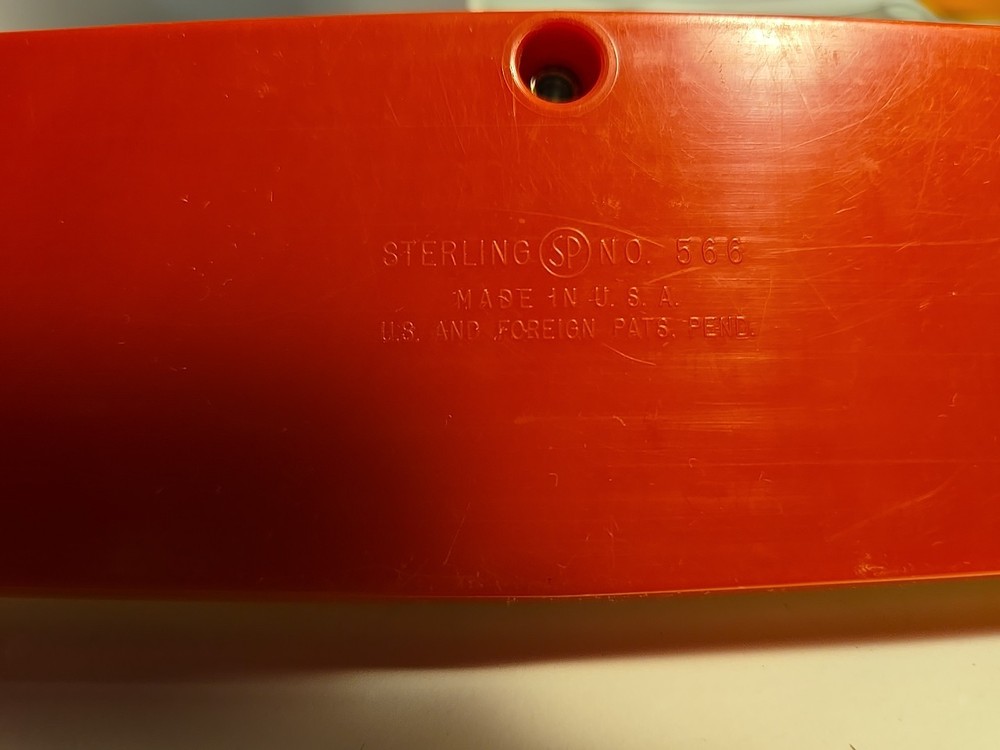 STERLING SP NO. 566
MADE IN U.S.A.
U.S. AND FOREIGN PATS. PEND.